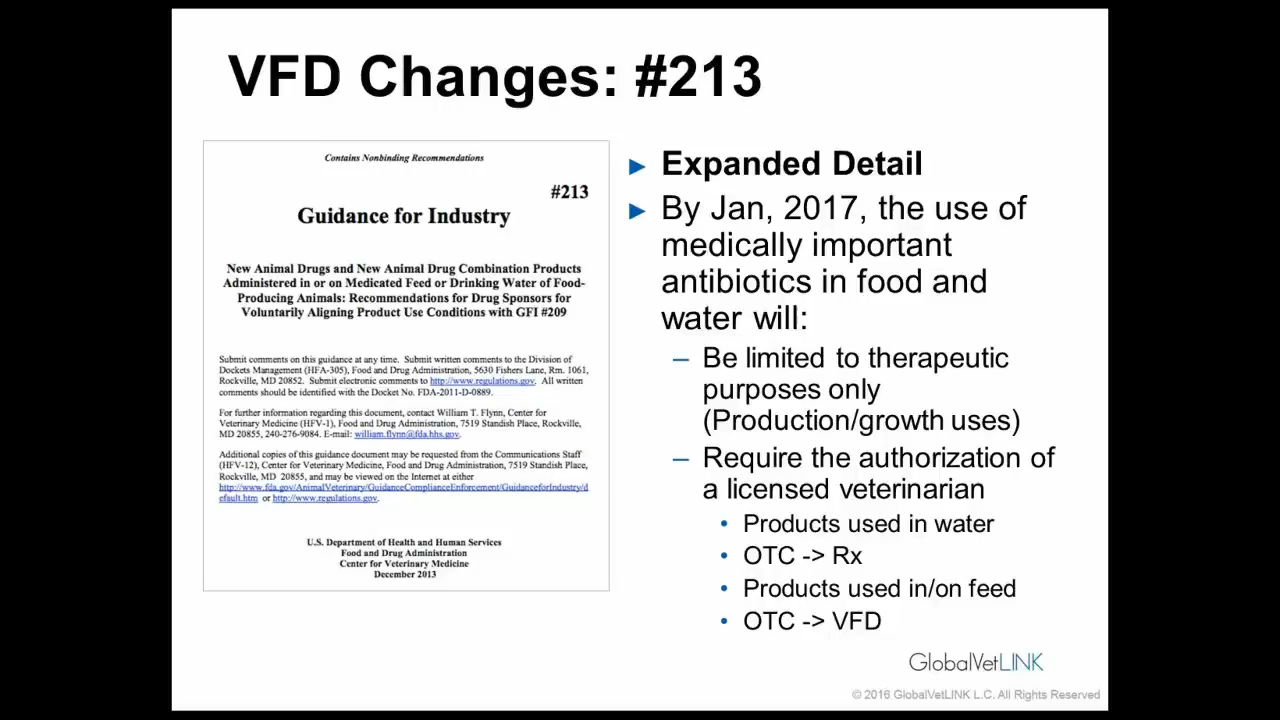 VFD Changes: #213
Contains Nonbinding Recommendations
#213
Guidance for Industry
New Animal Drugs and New Animal Drug Combination Products
Administered in or on Medicated Feed or Drinking Water of Food-
Producing Animals: Recommendations for Drug Sponsors for
Voluntarily Aligning Product Use Conditions with GFI #209
Submit comments on this guidance at any time. Submit written comments to the Division of
Dockets Management (HFA-305), Food and Drug Administration, 5630 Fishers Lane, Rm. 1061,
Rockville, MD 20852. Submit electronic comments to http://www.regulations.gov. All written
comments should be identified with the Docket No. FDA-2011-D-0889.
For further information regarding this document, contact William T. Flynn, Center for
Veterinary Medicine (HFV-1), Food and Drug Administration, 7519 Standish Place, Rockville,
MD 20855, 240-276-9084. E-mail: william.flynn@fda.hhs.gov.
Additional copies of this guidance document may be requested from the Communications Staff
(HFV-12), Center for Veterinary Medicine, Food and Drug Administration, 7519 Standish Place,
Rockville, MD 20855, and may be viewed on the Internet at either
http://www.fda.gov/AnimalVeterinary/GuidanceComplianceEnforcement/GuidanceforIndustry/d
efault.htm or http://www.regulations.gov.
U.S. Department of Health and Human Services
Food and Drug Administration
Center for Veterinary Medicine
December 2013
► Expanded Detail
► By Jan, 2017, the use of
medically important
antibiotics in food and
water will:
– Be limited to therapeutic
purposes only
(Production/growth uses)
– Require the authorization of
a licensed veterinarian
• Products used in water
• OTC -> Rx
• Products used in/on feed
• OTC -> VFD
GlobalVetLINK
© 2016 GlobalVetLINK L.C. All Rights Reserved